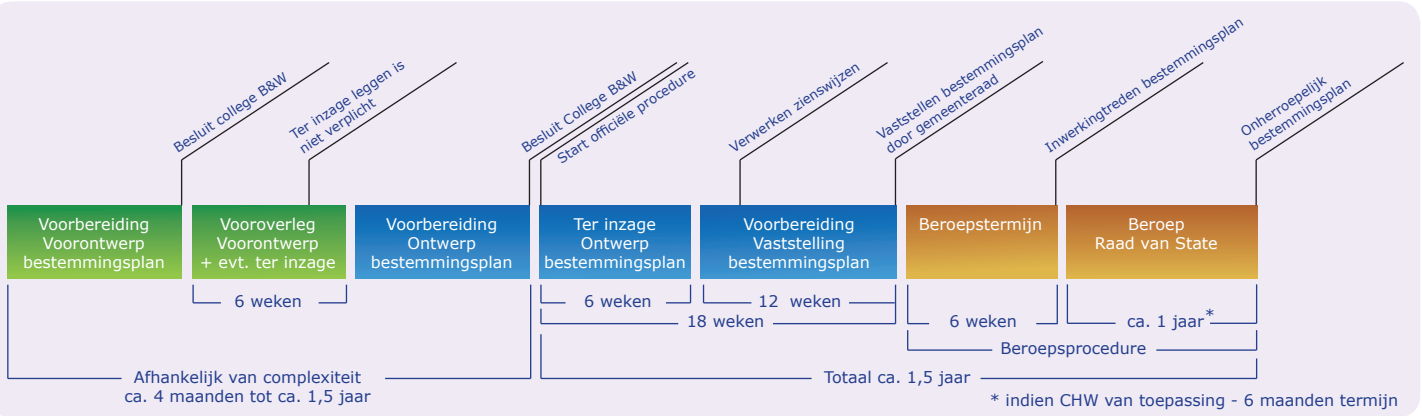 Besluit college B&W
Ter inzage leggen is
niet verplicht
Besluit College B&W
Start officiële procedure
Verwerken zienswijzen
Vaststellen bestemmingsplan
door gemeenteraad
Inwerkingtreden bestemmingsplan
Onherroepelijk
bestemmingsplan
Voorbereiding
Voorontwerp
bestemmingsplan
Vooroverleg
Voorontwerp
+ evt. ter inzage
Voorbereiding
Ontwerp
bestemmingsplan
Ter inzage
Ontwerp
bestemmingsplan
Voorbereiding
Vaststelling
bestemmingsplan
Beroepstermijn
Beroep
Raad van State
6 weken
6 weken
12 weken
18 weken
6 weken
ca. 1 jaar*
Beroepsprocedure
Afhankelijk van complexiteit
ca. 4 maanden tot ca. 1,5 jaar
Totaal ca. 1,5 jaar
* indien CHW van toepassing - 6 maanden termijn